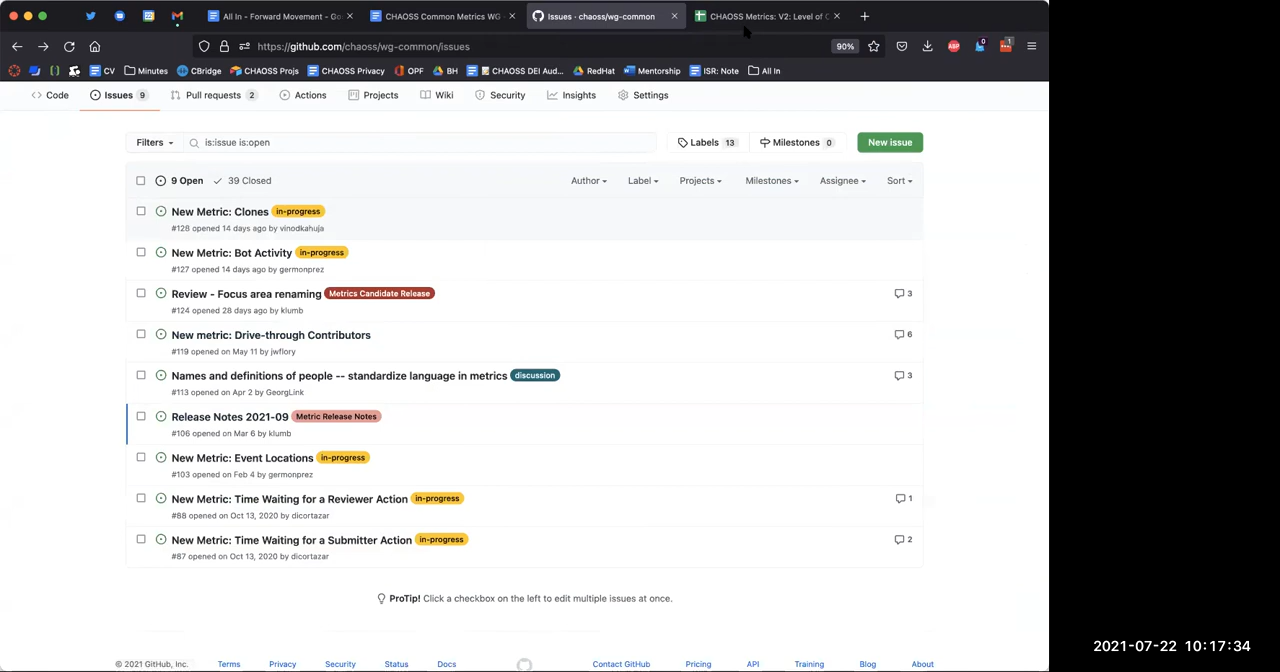 All In - Forward Movement - Go
CHAOSS Common Metrics WG
Issues · chaoss/wg-common
CHAOSS Metrics: V2: Level of C
https://github.com/chaoss/wg-common/issues
90%
ABP
0
1
CV
Minutes
CBridge
CHAOSS Projs
CHAOSS Privacy
OPF
BH
CHAOSS DEI Aud...
RedHat
Mentorship
ISR: Note
All In
Code
Issues 9
Pull requests 2
Actions
Projects
Wiki
Security
Insights
Settings
Filters
is:issue is:open
Labels 13
Milestones 0
New issue
9 Open
39 Closed
Author
Label
Projects
Milestones
Assignee
Sort
New Metric: Clones in-progress
#128 opened 14 days ago by vinodkahuja
New Metric: Bot Activity in-progress
#127 opened 14 days ago by germonprez
Review - Focus area renaming Metrics Candidate Release 3
#124 opened 28 days ago by klumb
New metric: Drive-through Contributors 6
#119 opened on May 11 by jwflory
Names and definitions of people -- standardize language in metrics discussion 3
#113 opened on Apr 2 by GeorgLink
Release Notes 2021-09 Metric Release Notes
#106 opened on Mar 6 by klumb
New Metric: Event Locations in-progress
#103 opened on Feb 4 by germonprez
New Metric: Time Waiting for a Reviewer Action in-progress 1
#88 opened on Oct 13, 2020 by dicortazar
New Metric: Time Waiting for a Submitter Action in-progress 2
#87 opened on Oct 13, 2020 by dicortazar
ProTip! Click a checkbox on the left to edit multiple issues at once.
© 2021 GitHub, Inc.
Terms
Privacy
Security
Status
Docs
Contact GitHub
Pricing
API
Training
Blog
About
2021-07-22 10:17:34